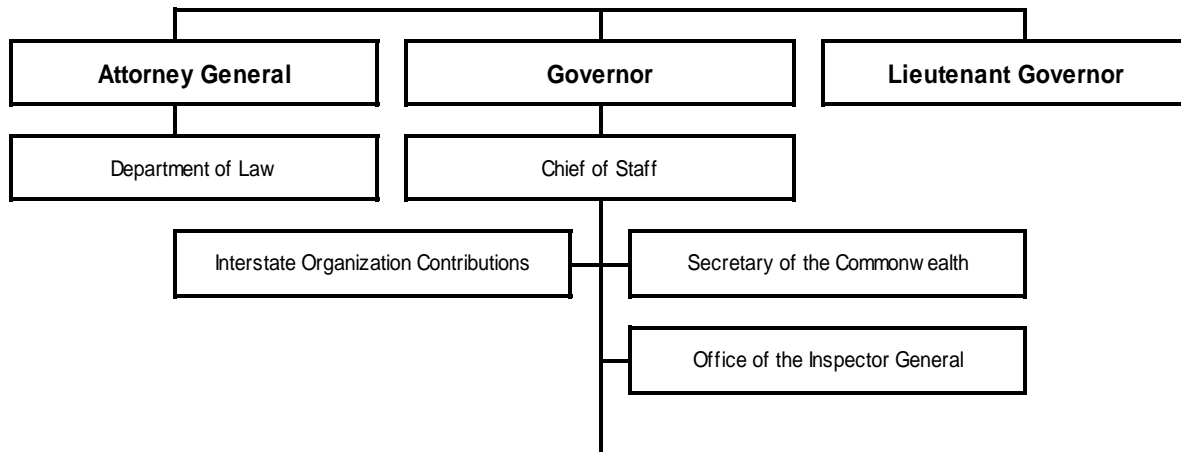 Attorney General
Governor
Lieutenant Governor
Department of Law
Chief of Staff
Interstate Organization Contributions
Secretary of the Commonwealth
Office of the Inspector General